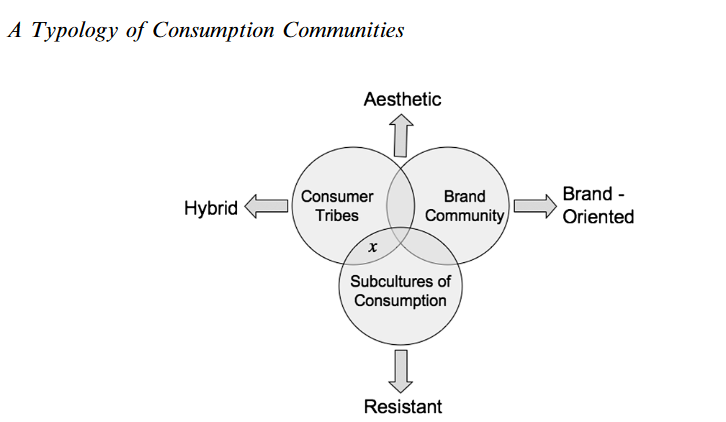 A Typology of Consumption Communities
Aesthetic
Consumer
Tribes
Brand
Community
Hybrid
Brand -
Oriented
x
Subcultures of
Consumption
Resistant